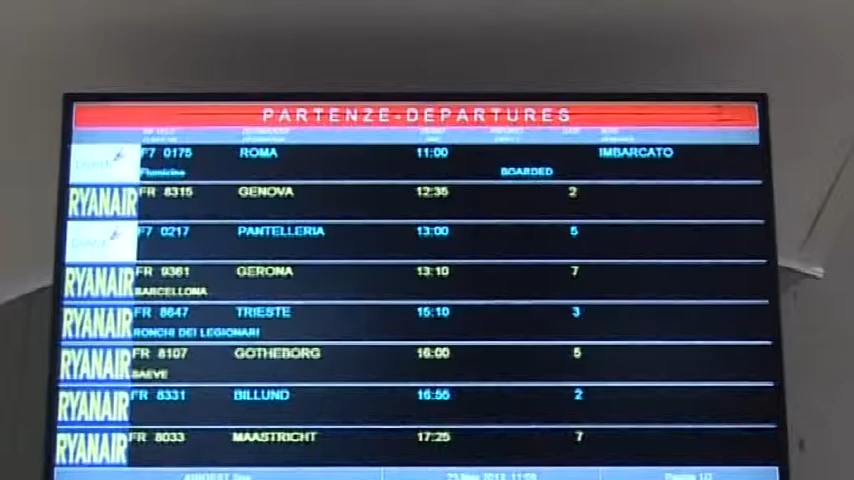 PARTENZE-DEPARTURES
F7 0175 ROMA 11:00 IMBARCATO
Fiumicino BOARDED
RYANAIR FR 8315 GENOVA 12:35 2
F7 0217 PANTELLERIA 13:00 5
RYANAIR FR 9361 GERONA 13:10 7
BARCELLONA
RYANAIR FR 8647 TRIESTE 15:10 3
RONCHI DEI LEGIONARI
RYANAIR FR 8107 GOTHEBORG 16:00 5
SAEVE
RYANAIR FR 8331 BILLUND 16:55 2
RYANAIR FR 8033 MAASTRICHT 17:25 7